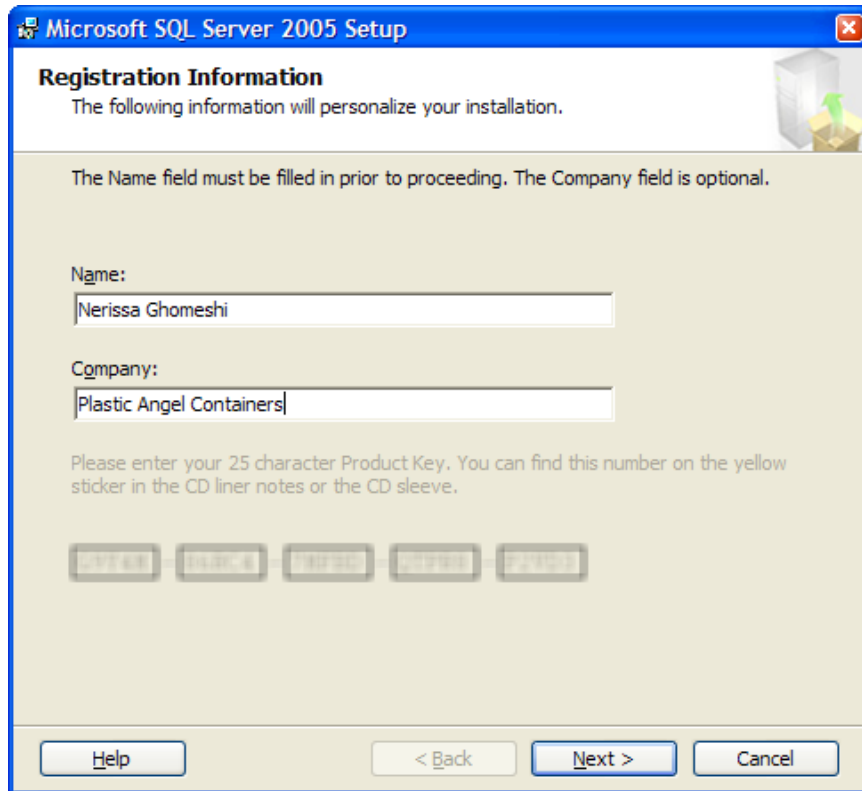 Microsoft SQL Server 2005 Setup
Registration Information
The following information will personalize your installation.
The Name field must be filled in prior to proceeding. The Company field is optional.
Name:
Nerissa Ghomeshi
Company:
Plastic Angel Containers
Please enter your 25 character Product Key. You can find this number on the yellow
sticker in the CD liner notes or the CD sleeve.
Help < Back Next > Cancel